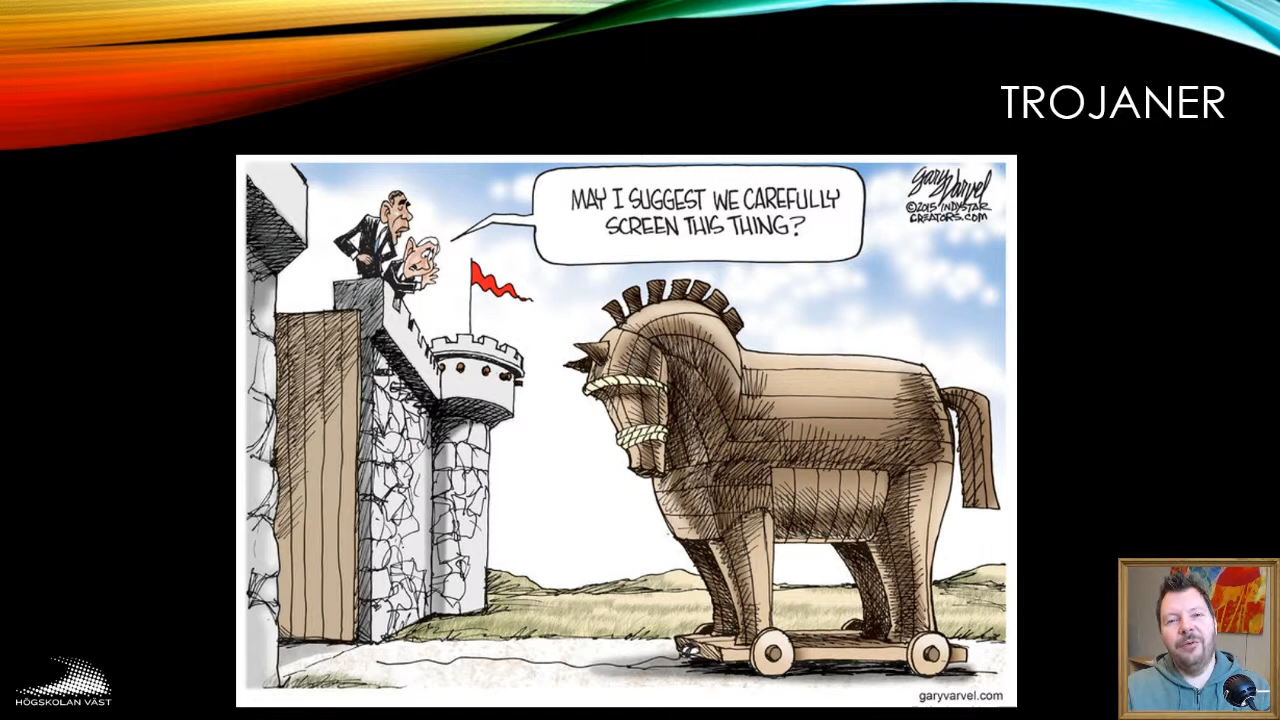 TROJANER
MAY I SUGGEST WE CAREFULLY
SCREEN THIS THING?
Gary Varvel
©2015 INDYSTAR
CREATORS.COM
garyvarvel.com
HÖGSKOLAN VÄST